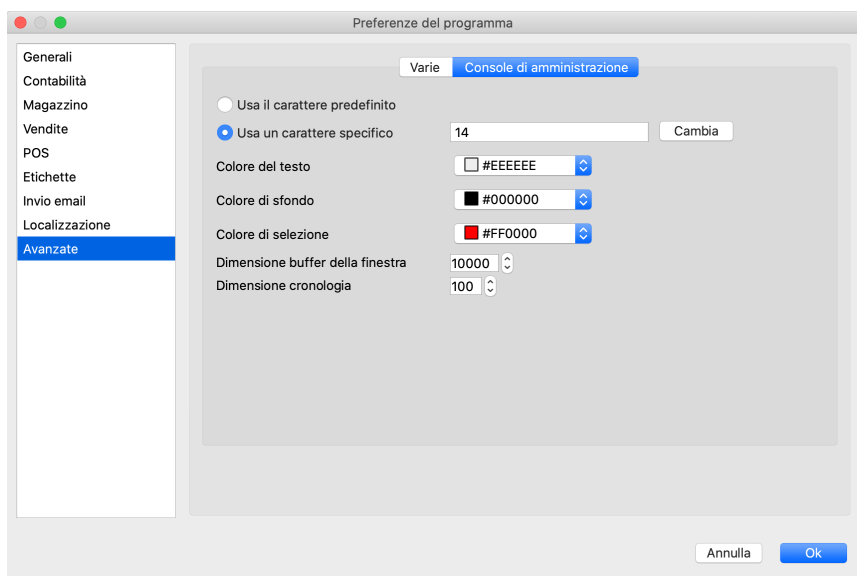 Preferenze del programma
Generali
Contabilità
Magazzino
Vendite
POS
Etichette
Invio email
Localizzazione
Avanzate
Varie Console di amministrazione
Usa il carattere predefinito
Usa un carattere specifico 14 Cambia
Colore del testo #EEEEEE
Colore di sfondo #000000
Colore di selezione #FF0000
Dimensione buffer della finestra 10000
Dimensione cronologia 100
Annulla Ok